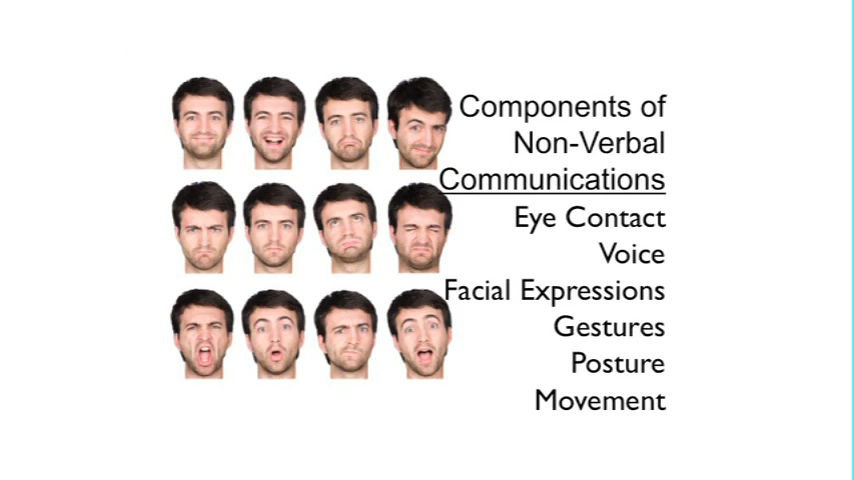 Components of
Non-Verbal
Communications
Eye Contact
Voice
Facial Expressions
Gestures
Posture
Movement